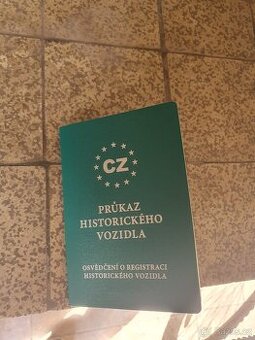 CZ
PRŮKAZ
HISTORICKÉHO
VOZIDLA
OSVĚDČENÍ O REGISTRACI
HISTORICKÉHO VOZIDLA